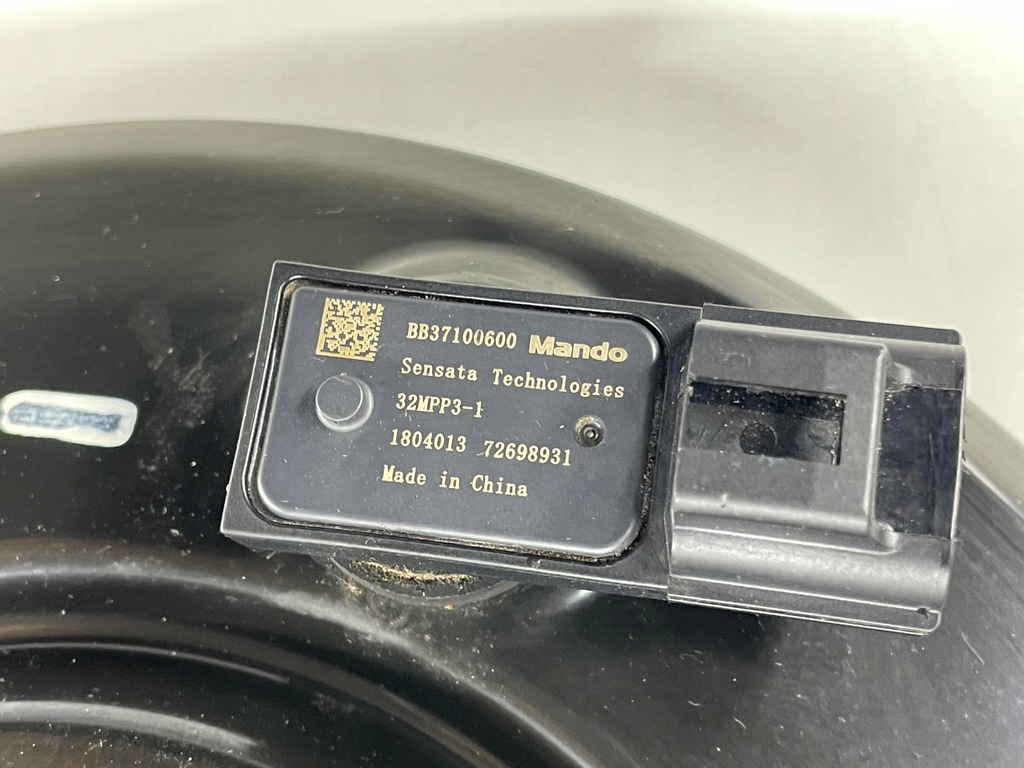 BB37100600 Mando
Sensata Technologies
32MPP3-1
1804013 72698931
Made in China